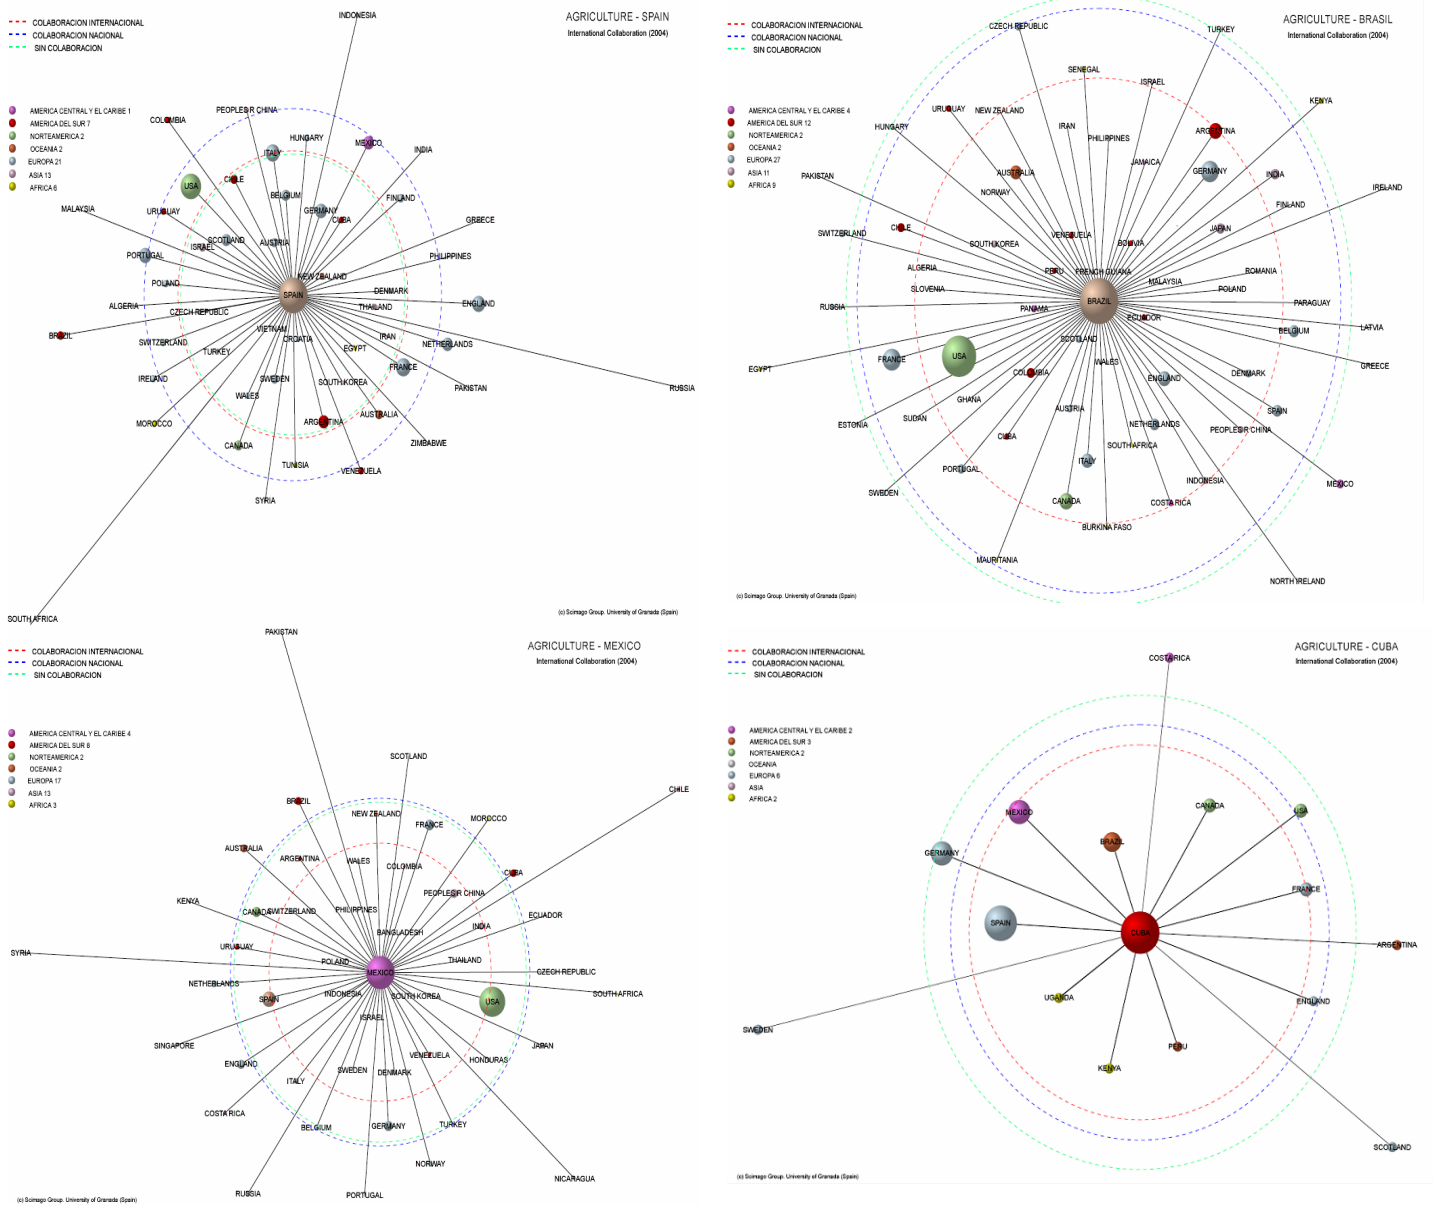 COLABORACION INTERNACIONAL
COLABORACION NACIONAL
SIN COLABORACION
AGRICULTURE - SPAIN
International Collaboration (2004)
AMERICA CENTRAL Y EL CARIBE 1
AMERICA DEL SUR 7
NORTEAMERICA 2
OCEANIA 2
EUROPA 21
ASIA 13
AFRICA 6
INDONESIA
PEOPLES R CHINA
COLOMBIA
HUNGARY
MEXICO
ITALY
INDIA
USA
CHILE
BELGIUM
FINLAND
MALAYSIA
URUGUAY
GERMANY
CUBA
GREECE
SCOTLAND
AUSTRIA
ISRAEL
PORTUGAL
PHILIPPINES
NEW ZEALAND
POLAND
SPAIN
DENMARK
ALGERIA
CZECH REPUBLIC
THAILAND
ENGLAND
BRAZIL
VIETNAM
CROATIA
IRAN
SWITZERLAND
TURKEY
EGYPT
NETHERLANDS
FRANCE
IRELAND
SWEDEN
SOUTH KOREA
PAKISTAN
RUSSIA
WALES
MOROCCO
ARGENTINA
AUSTRALIA
CANADA
ZIMBABWE
TUNISIA
VENEZUELA
SYRIA
SOUTH AFRICA
(c) Scimago Group. University of Granada (Spain)
COLABORACION INTERNACIONAL
COLABORACION NACIONAL
SIN COLABORACION
AGRICULTURE - BRASIL
International Collaboration (2004)
AMERICA CENTRAL Y EL CARIBE 4
AMERICA DEL SUR 12
NORTEAMERICA 2
OCEANIA 2
EUROPA 27
ASIA 11
AFRICA 9
CZECH REPUBLIC
TURKEY
SENEGAL
ISRAEL
KENYA
URUGUAY
NEW ZEALAND
HUNGARY
IRAN
PHILIPPINES
ARGENTINA
JAMAICA
GERMANY
PAKISTAN
AUSTRALIA
INDIA
NORWAY
IRELAND
FINLAND
CHILE
SWITZERLAND
VENEZUELA
JAPAN
SOUTH KOREA
BOLIVIA
ALGERIA
PERU
FRENCH GUIANA
ROMANIA
MALAYSIA
SLOVENIA
POLAND
BRAZIL
RUSSIA
PANAMA
PARAGUAY
ECUADOR
LATVIA
BELGIUM
SCOTLAND
USA
FRANCE
WALES
EGYPT
GREECE
COLOMBIA
ENGLAND
DENMARK
GHANA
AUSTRIA
SPAIN
SUDAN
ESTONIA
NETHERLANDS
PEOPLES R CHINA
CUBA
SOUTH AFRICA
ITALY
PORTUGAL
INDONESIA
MEXICO
SWEDEN
CANADA
COSTA RICA
BURKINA FASO
MAURITANIA
NORTH IRELAND
(c) Scimago Group. University of Granada (Spain)
COLABORACION INTERNACIONAL
COLABORACION NACIONAL
SIN COLABORACION
AGRICULTURE - MEXICO
International Collaboration (2004)
AMERICA CENTRAL Y EL CARIBE 4
AMERICA DEL SUR 8
NORTEAMERICA 2
OCEANIA 2
EUROPA 17
ASIA 13
AFRICA 3
PAKISTAN
SCOTLAND
CHILE
BRAZIL
NEW ZEALAND
FRANCE
MOROCCO
AUSTRALIA
ARGENTINA
WALES
COLOMBIA
CUBA
PEOPLES R CHINA
KENYA
CANADA
SWITZERLAND
PHILIPPINES
ECUADOR
INDIA
BANGLADESH
URUGUAY
SYRIA
POLAND
THAILAND
MEXICO
CZECH REPUBLIC
NETHERLANDS
INDONESIA
SOUTH KOREA
SOUTH AFRICA
SPAIN
USA
ISRAEL
SINGAPORE
JAPAN
VENEZUELA
HONDURAS
ENGLAND
SWEDEN
DENMARK
ITALY
COSTA RICA
BELGIUM
GERMANY
TURKEY
NORWAY
NICARAGUA
RUSSIA
PORTUGAL
(c) Scimago Group. University of Granada (Spain)
COLABORACION INTERNACIONAL
COLABORACION NACIONAL
SIN COLABORACION
AGRICULTURE - CUBA
International Collaboration (2004)
AMERICA CENTRAL Y EL CARIBE 2
AMERICA DEL SUR 3
NORTEAMERICA 2
OCEANIA
EUROPA 6
ASIA
AFRICA 2
COSTA RICA
MEXICO
CANADA
USA
BRAZIL
GERMANY
FRANCE
SPAIN
CUBA
ARGENTINA
UGANDA
ENGLAND
SWEDEN
PERU
KENYA
SCOTLAND
(c) Scimago Group. University of Granada (Spain)